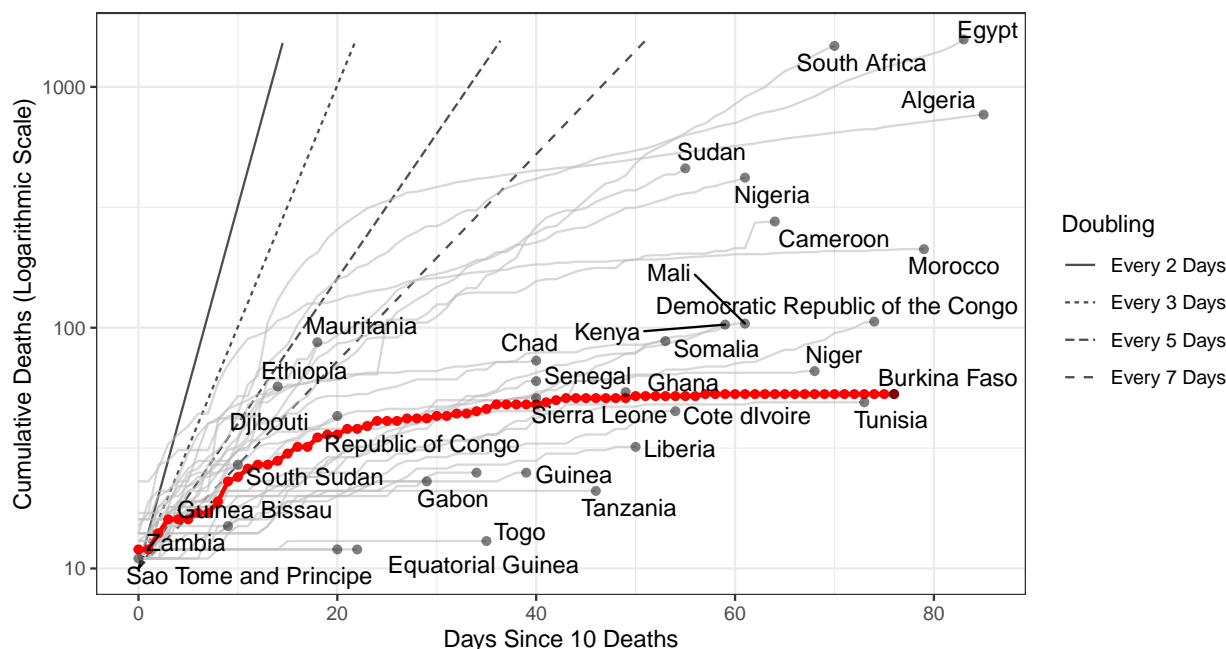 Egypt
South Africa
1000
Algeria
Sudan
Nigeria
Cameroon
Morocco
Mali
Democratic Republic of the Congo
100
Mauritania
Kenya
Chad
Somalia
Niger
Ethiopia
Senegal
Ghana
Burkina Faso
Djibouti
Sierra Leone
Cote dIvoire
Tunisia
Republic of Congo
Liberia
South Sudan
Guinea
Gabon
Guinea Bissau
Tanzania
Zambia
Togo
10
Sao Tome and Principe
Equatorial Guinea
0
20
40
60
80
Days Since 10 Deaths
Cumulative Deaths (Logarithmic Scale)
Doubling
Every 2 Days
Every 3 Days
Every 5 Days
Every 7 Days